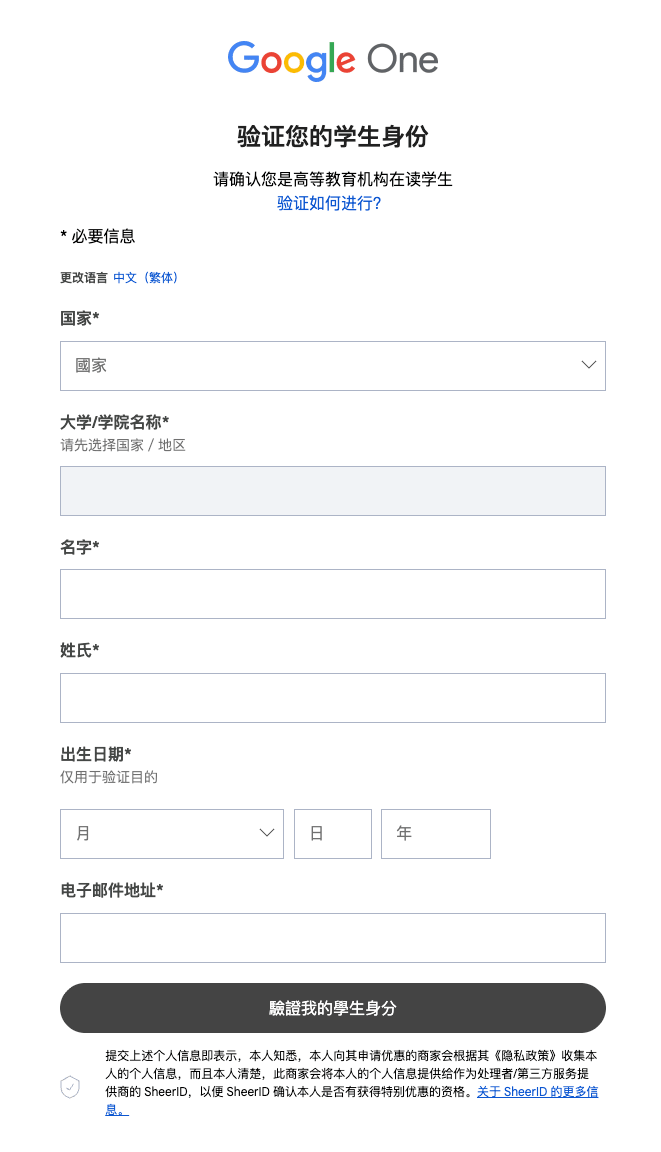 Google One
验证您的学生身份
请确认您是高等教育机构在读学生
验证如何进行?
* 必要信息
更改语言 中文（繁体）
国家*
國家
大学/学院名称*
请先选择国家 / 地区
名字*
姓氏*
出生日期*
仅用于验证目的
月 日 年
电子邮件地址*
驗證我的學生身分
提交上述个人信息即表示，本人知悉，本人向其申请优惠的商家会根据其《隐私政策》收集本
人的个人信息，而且本人清楚，此商家会将本人的个人信息提供给作为处理者/第三方服务提
供商的 SheerID，以便 SheerID 确认本人是否有获得特别优惠的资格。关于 SheerID 的更多信
息。